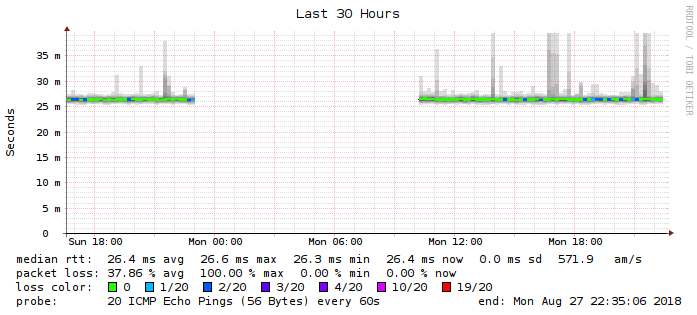 Last 30 Hours
RRDTOOL / TOBI OETIKER
Seconds
35 m
30 m
25 m
20 m
15 m
10 m
5 m
0
Sun 18:00 Mon 00:00 Mon 06:00 Mon 12:00 Mon 18:00
median rtt: 26.4 ms avg 26.6 ms max 26.3 ms min 26.4 ms now 0.0 ms sd 571.9 am/s
packet loss: 37.86 % avg 100.00 % max 0.00 % min 0.00 % now
loss color: 0 1/20 2/20 3/20 4/20 10/20 19/20
probe: 20 ICMP Echo Pings (56 Bytes) every 60s end: Mon Aug 27 22:35:06 2018